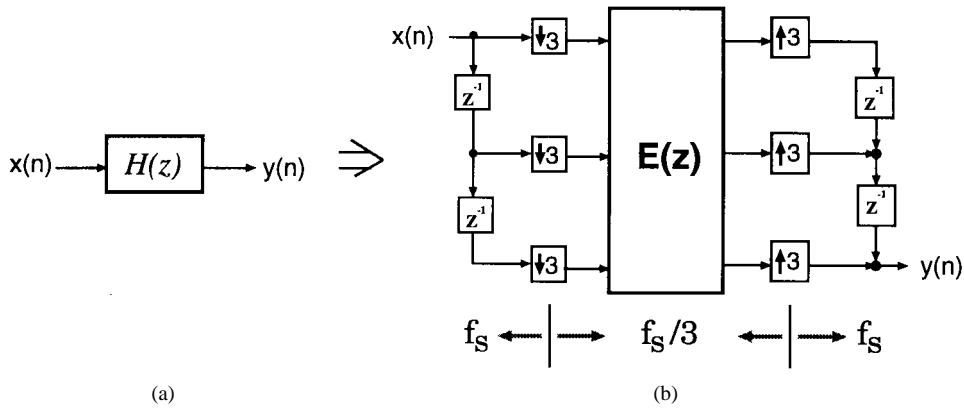 x(n) H(z) y(n)
(a)
x(n) ↓3 E(z) ↑3
z⁻¹ z⁻¹
↓3 ↑3
z⁻¹ z⁻¹
↓3 ↑3 y(n)
fs fs/3 fs
(b)